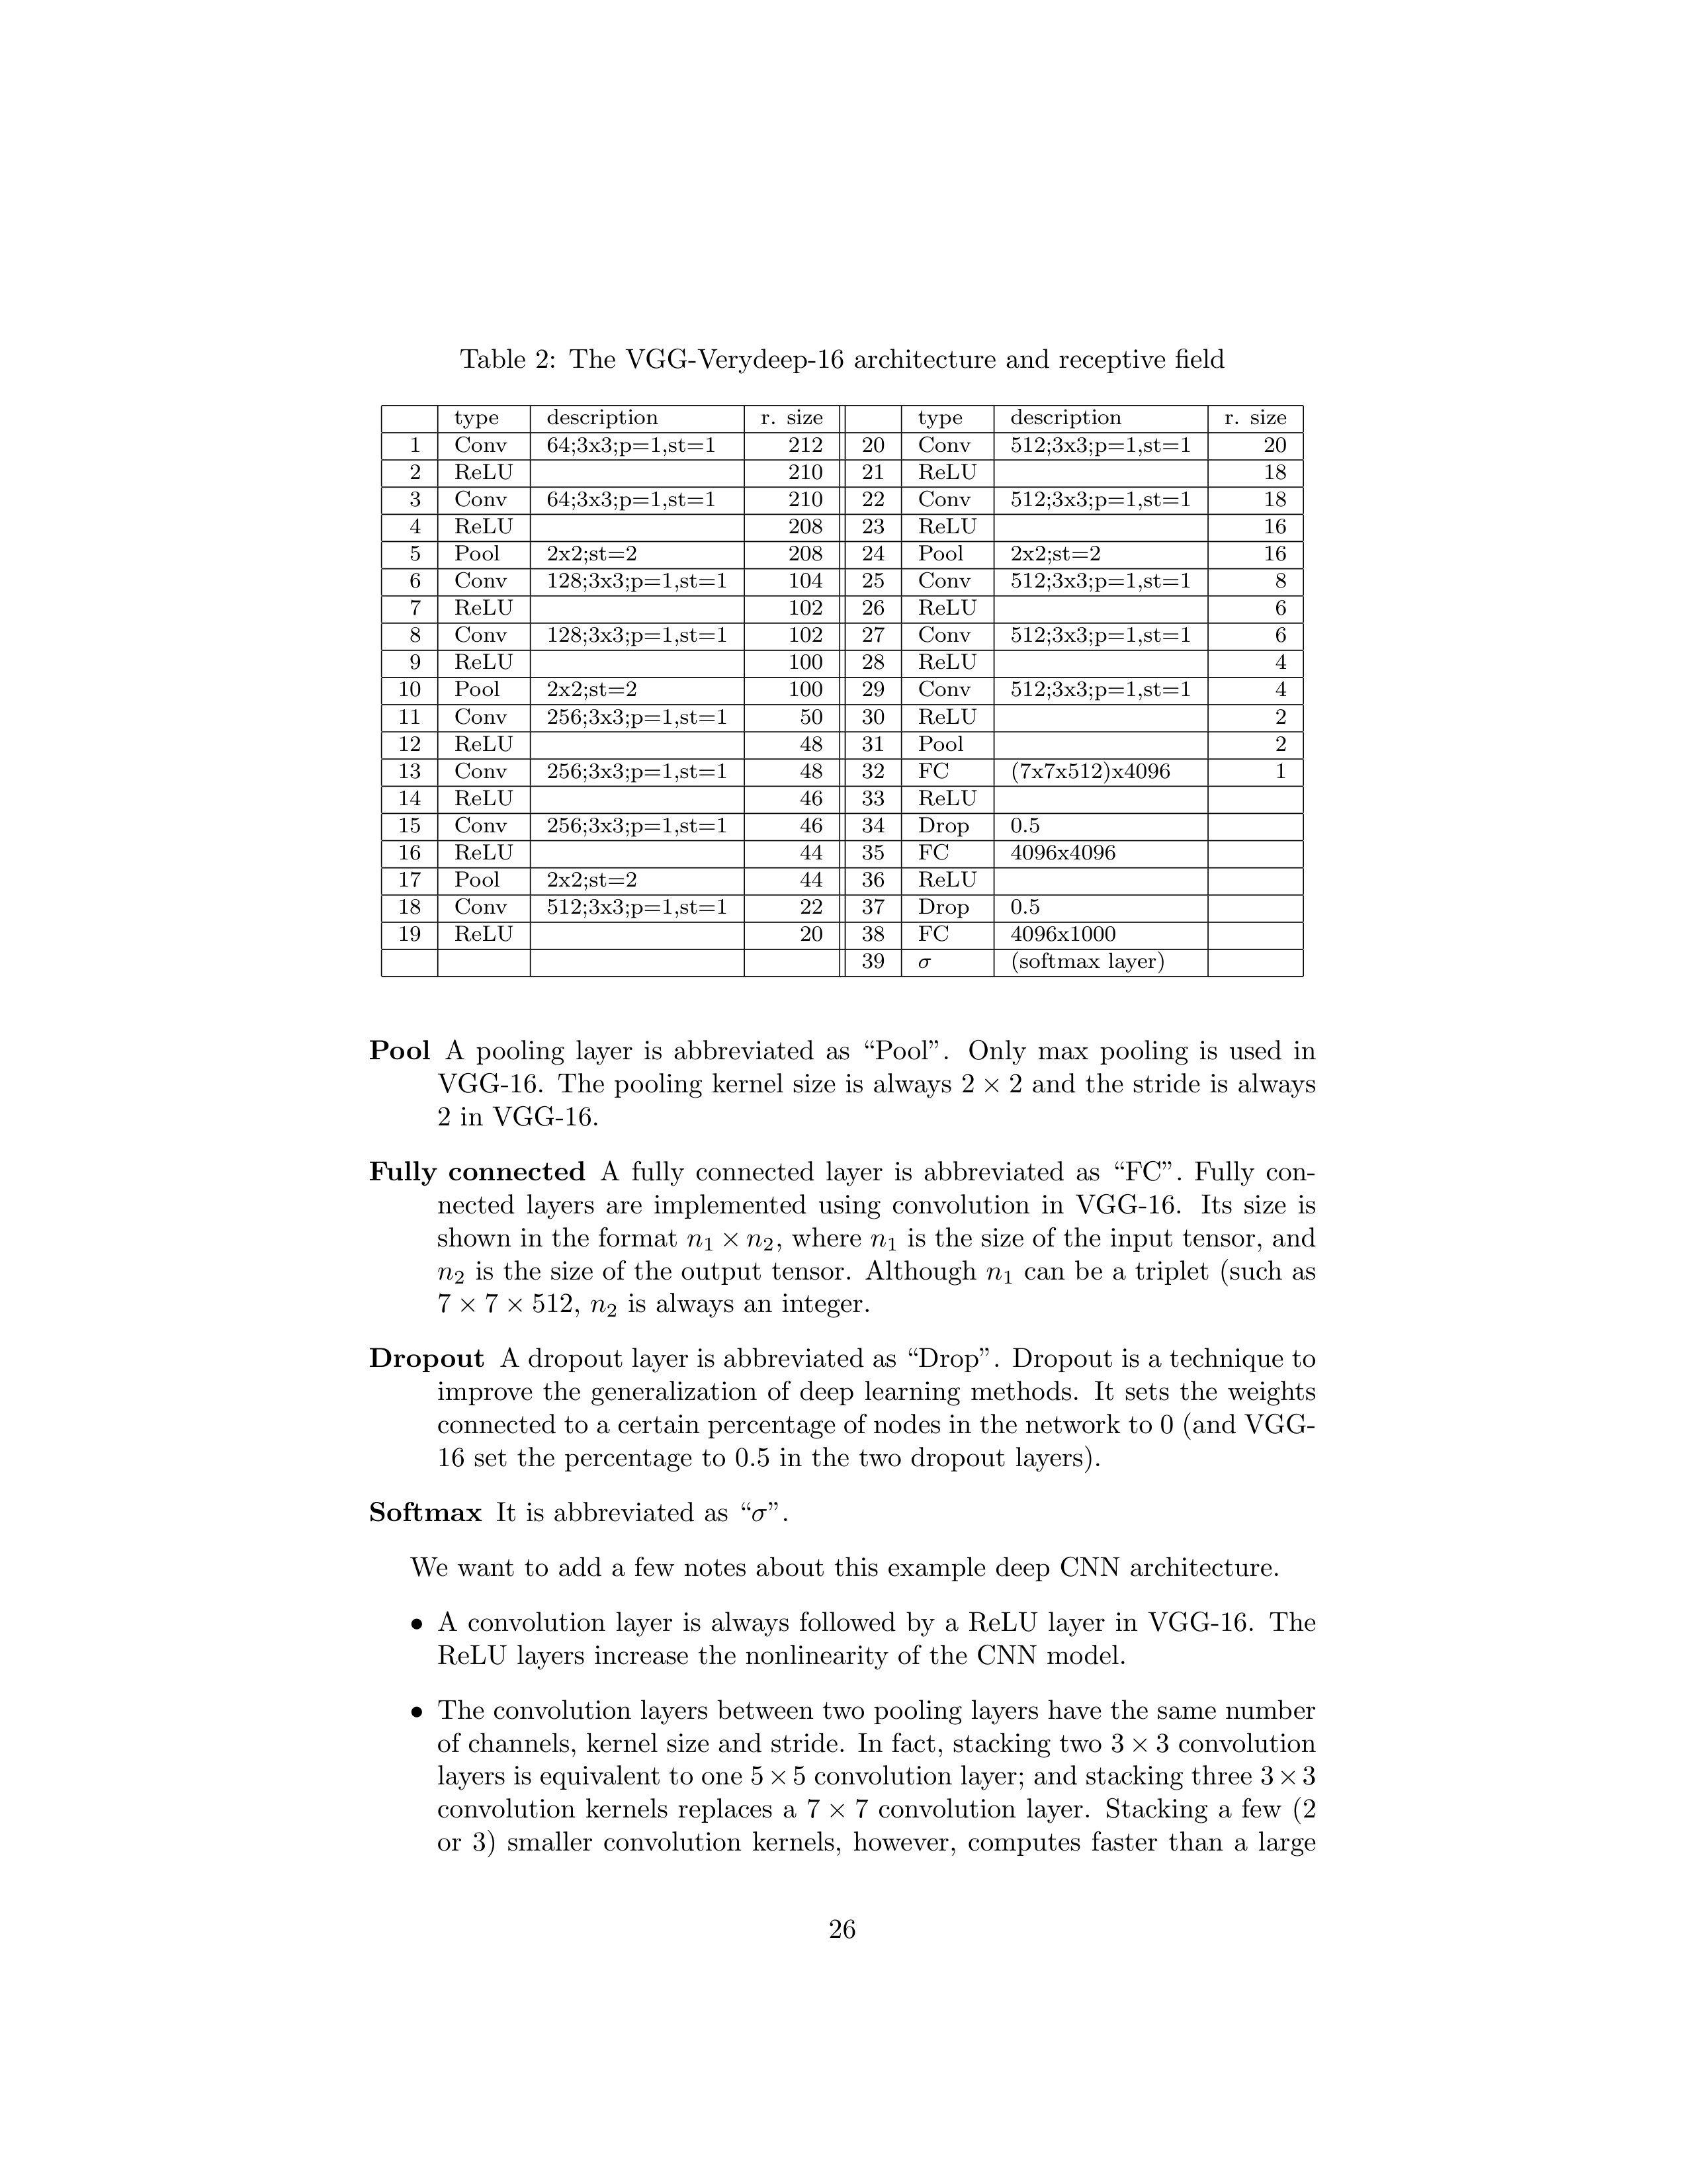 Table 2: The VGG-Verydeep-16 architecture and receptive field
type description r. size type description r. size
1 Conv 64;3x3;p=1,st=1 212 20 Conv 512;3x3;p=1,st=1 20
2 ReLU 210 21 ReLU 18
3 Conv 64;3x3;p=1,st=1 210 22 Conv 512;3x3;p=1,st=1 18
4 ReLU 208 23 ReLU 16
5 Pool 2x2;st=2 208 24 Pool 2x2;st=2 16
6 Conv 128;3x3;p=1,st=1 104 25 Conv 512;3x3;p=1,st=1 8
7 ReLU 102 26 ReLU 6
8 Conv 128;3x3;p=1,st=1 102 27 Conv 512;3x3;p=1,st=1 6
9 ReLU 100 28 ReLU 4
10 Pool 2x2;st=2 100 29 Conv 512;3x3;p=1,st=1 4
11 Conv 256;3x3;p=1,st=1 50 30 ReLU 2
12 ReLU 48 31 Pool 2
13 Conv 256;3x3;p=1,st=1 48 32 FC (7x7x512)x4096 1
14 ReLU 46 33 ReLU
15 Conv 256;3x3;p=1,st=1 46 34 Drop 0.5
16 ReLU 44 35 FC 4096x4096
17 Pool 2x2;st=2 44 36 ReLU
18 Conv 512;3x3;p=1,st=1 22 37 Drop 0.5
19 ReLU 20 38 FC 4096x1000
39 σ (softmax layer)
Pool A pooling layer is abbreviated as “Pool”. Only max pooling is used in
VGG-16. The pooling kernel size is always 2 × 2 and the stride is always
2 in VGG-16.
Fully connected A fully connected layer is abbreviated as “FC”. Fully con-
nected layers are implemented using convolution in VGG-16. Its size is
shown in the format n₁ × n₂, where n₁ is the size of the input tensor, and
n₂ is the size of the output tensor. Although n₁ can be a triplet (such as
7 × 7 × 512, n₂ is always an integer.
Dropout A dropout layer is abbreviated as “Drop”. Dropout is a technique to
improve the generalization of deep learning methods. It sets the weights
connected to a certain percentage of nodes in the network to 0 (and VGG-
16 set the percentage to 0.5 in the two dropout layers).
Softmax It is abbreviated as “σ”.
We want to add a few notes about this example deep CNN architecture.
• A convolution layer is always followed by a ReLU layer in VGG-16. The
ReLU layers increase the nonlinearity of the CNN model.
• The convolution layers between two pooling layers have the same number
of channels, kernel size and stride. In fact, stacking two 3 × 3 convolution
layers is equivalent to one 5 × 5 convolution layer; and stacking three 3 × 3
convolution kernels replaces a 7 × 7 convolution layer. Stacking a few (2
or 3) smaller convolution kernels, however, computes faster than a large
26